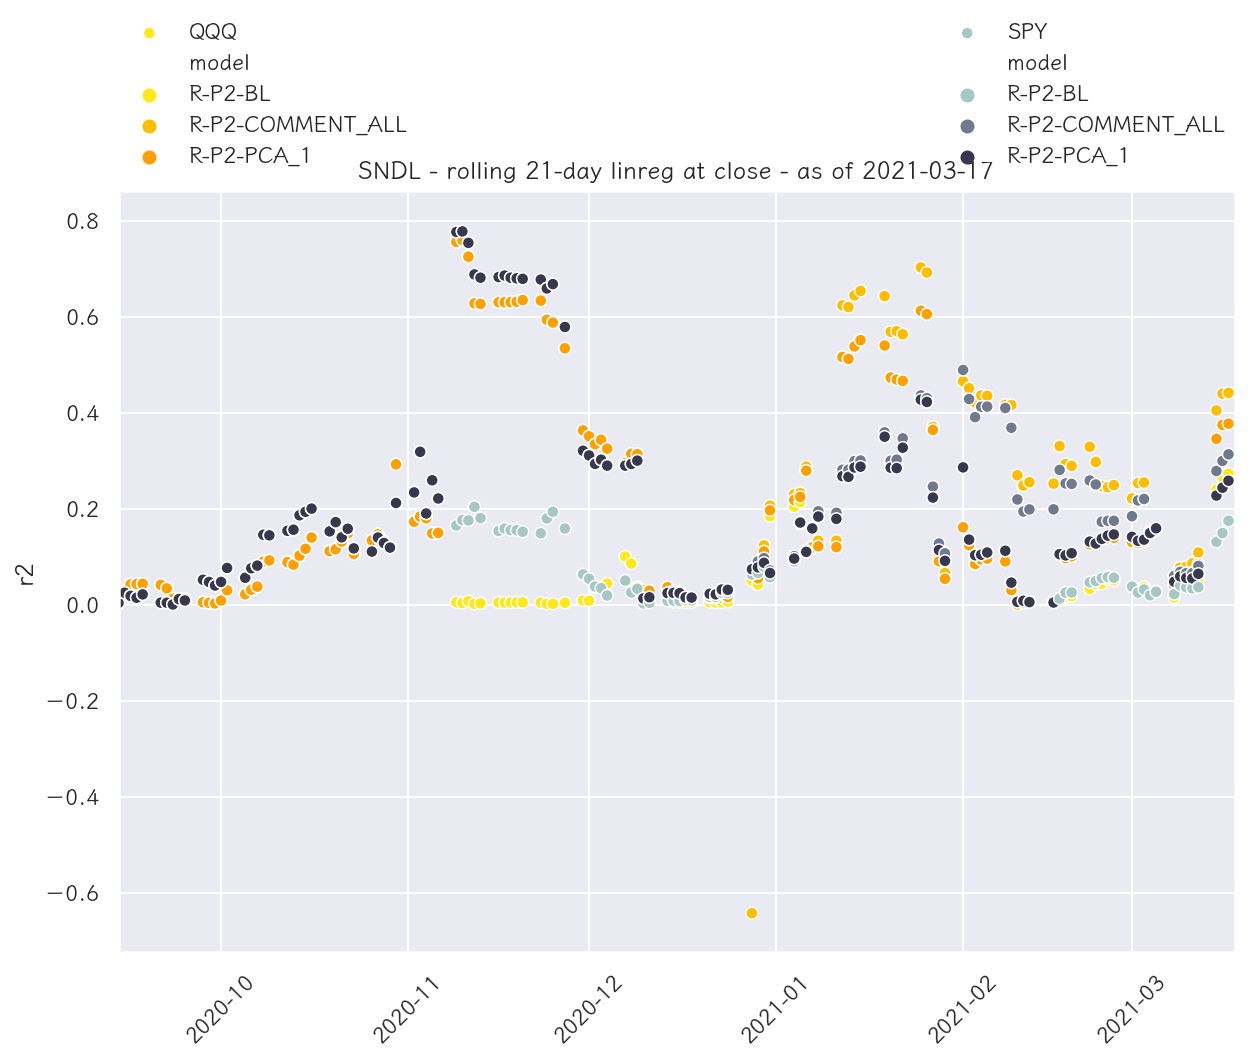 QQQ
model
R-P2-BL
R-P2-COMMENT_ALL
R-P2-PCA_1
SPY
model
R-P2-BL
R-P2-COMMENT_ALL
R-P2-PCA_1
SNDL - rolling 21-day linreg at close - as of 2021-03-17
0.8
0.6
0.4
0.2
0.0
−0.2
−0.4
−0.6
r2
2020-10
2020-11
2020-12
2021-01
2021-02
2021-03